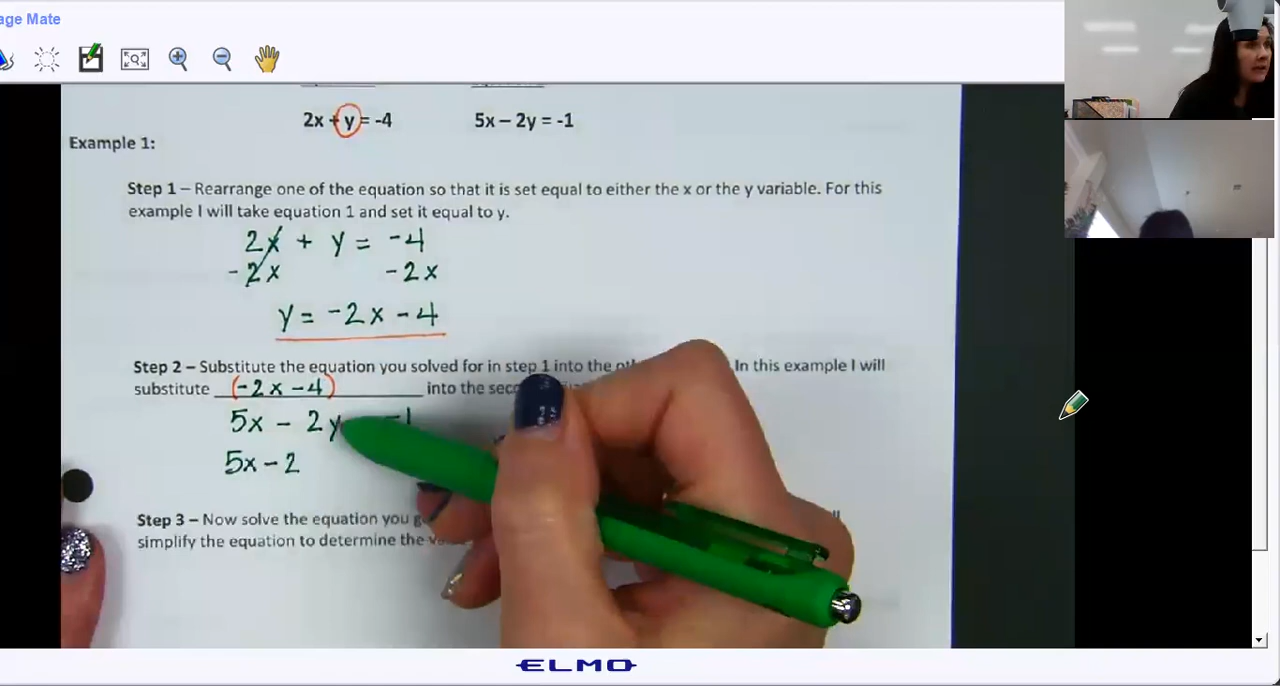 age Mate
2x + y = -4 5x – 2y = -1
Example 1:
Step 1 – Rearrange one of the equation so that it is set equal to either the x or the y variable. For this
example I will take equation 1 and set it equal to y.
2x + y = -4
-2x -2x
y = -2x - 4
Step 2 – Substitute the equation you solved for in step 1 into the In this example I will
substitute (-2x - 4) into the
5x - 2y -1
5x - 2
Step 3 – Now solve the equation you
simplify the equation to determine the
ELMO